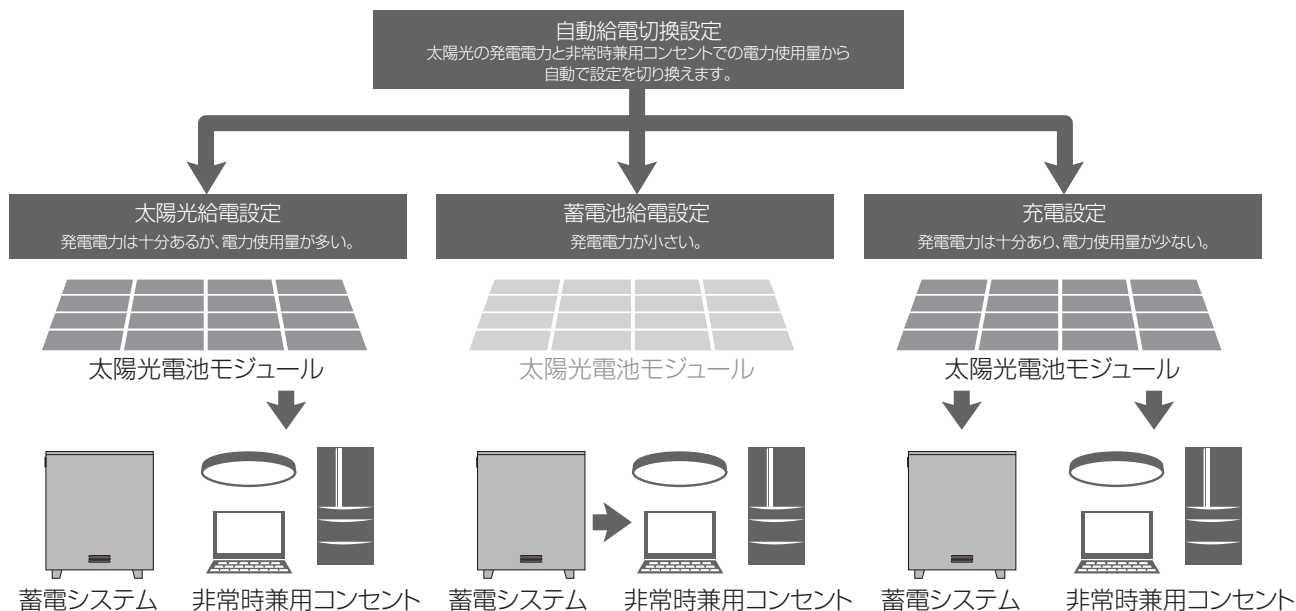 自動給電切換設定
太陽光の発電電力と非常時兼用コンセントでの電力使用量から
自動で設定を切り換えます。
太陽光給電設定
発電電力は十分あるが、電力使用量が多い。
蓄電池給電設定
発電電力が小さい。
充電設定
発電電力は十分あり、電力使用量が少ない。
太陽光電池モジュール
太陽光電池モジュール
太陽光電池モジュール
蓄電システム
非常時兼用コンセント
蓄電システム
非常時兼用コンセント
蓄電システム
非常時兼用コンセント